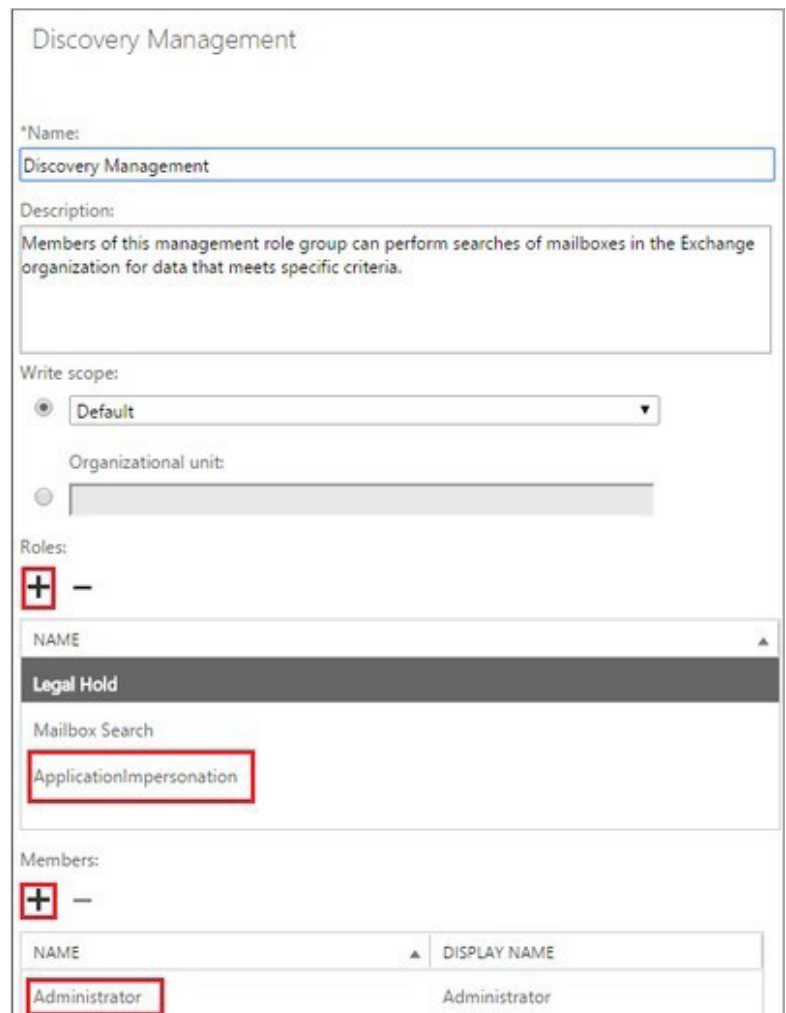 Discovery Management
*Name:
Discovery Management
Description:
Members of this management role group can perform searches of mailboxes in the Exchange
organization for data that meets specific criteria.
Write scope:
Default
Organizational unit:
Roles:
NAME
Legal Hold
Mailbox Search
ApplicationImpersonation
Members:
NAME DISPLAY NAME
Administrator Administrator